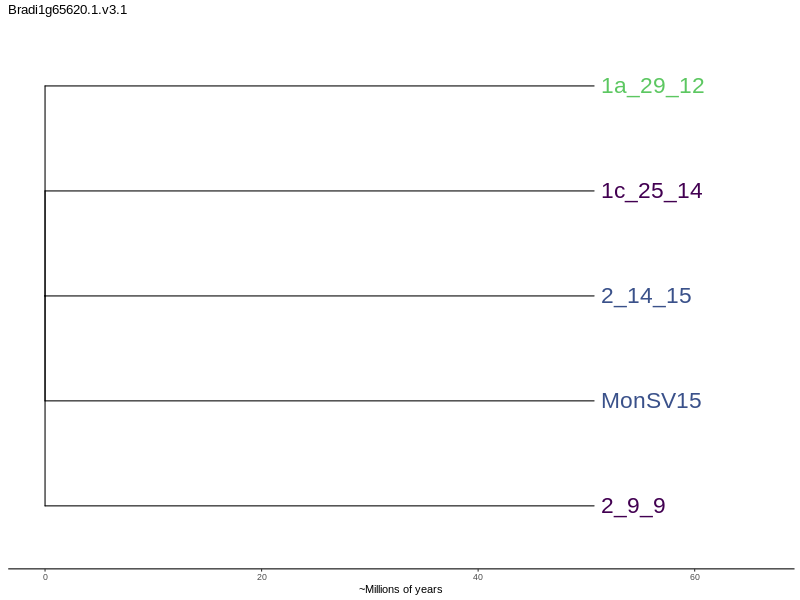 Bradi1g65620.1.v3.1
1a_29_12
1c_25_14
2_14_15
MonSV15
2_9_9
0 20 40 60
~Millions of years